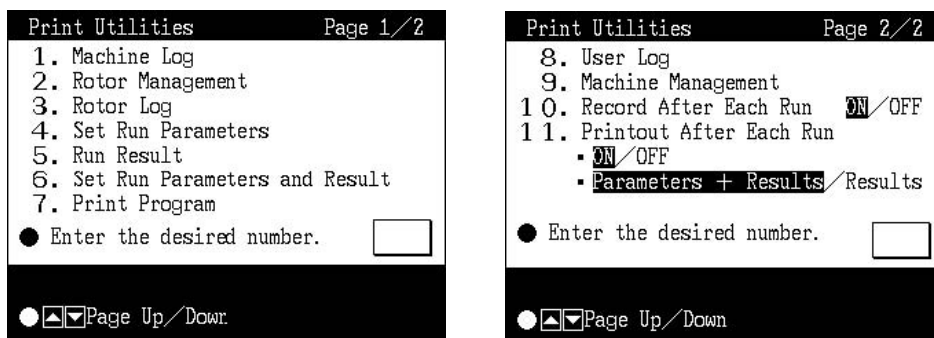 Print Utilities Page 1/2
1. Machine Log
2. Rotor Management
3. Rotor Log
4. Set Run Parameters
5. Run Result
6. Set Run Parameters and Result
7. Print Program
● Enter the desired number.
●▲▼Page Up/Down
Print Utilities Page 2/2
8. User Log
9. Machine Management
10. Record After Each Run ON/OFF
11. Printout After Each Run
▪ ON/OFF
▪ Parameters + Results/Results
● Enter the desired number.
●▲▼Page Up/Down